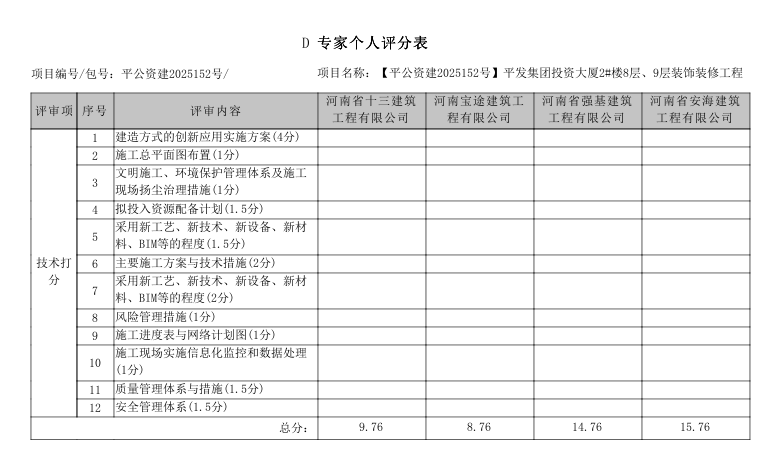 D 专家个人评分表
项目编号/包号：平公资建2025152号/ 项目名称：【平公资建2025152号】平发集团投资大厦2#楼8层、9层装饰装修工程
评审项 序号 评审内容 河南省十三建筑工程有限公司 河南宝途建筑工程有限公司 河南省强基建筑工程有限公司 河南省安海建筑工程有限公司
技术打分
1 建造方式的创新应用实施方案(4分)
2 施工总平面图布置(1分)
3 文明施工、环境保护管理体系及施工
现场扬尘治理措施(1分)
4 拟投入资源配备计划(1.5分)
5 采用新工艺、新技术、新设备、新材
料、BIM等的程度(1.5分)
6 主要施工方案与技术措施(2分)
7 采用新工艺、新技术、新设备、新材
料、BIM等的程度(2分)
8 风险管理措施(1分)
9 施工进度表与网络计划图(1分)
10 施工现场实施信息化监控和数据处理
(1分)
11 质量管理体系与措施(1.5分)
12 安全管理体系(1.5分)
总分： 9.76 8.76 14.76 15.76